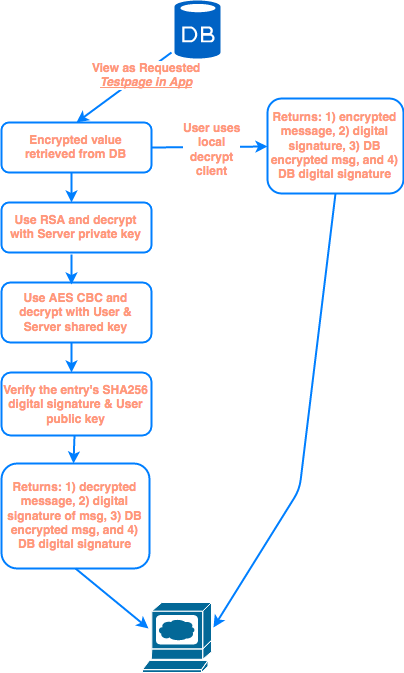 DB
View as Requested
Testpage in App
Encrypted value
retrieved from DB
User uses
local
decrypt
client
Returns: 1) encrypted
message, 2) digital
signature, 3) DB
encrypted msg, and 4)
DB digital signature
Use RSA and decrypt
with Server private key
Use AES CBC and
decrypt with User &
Server shared key
Verify the entry's SHA256
digital signature & User
public key
Returns: 1) decrypted
message, 2) digital
signature of msg, 3) DB
encrypted msg, and 4)
DB digital signature